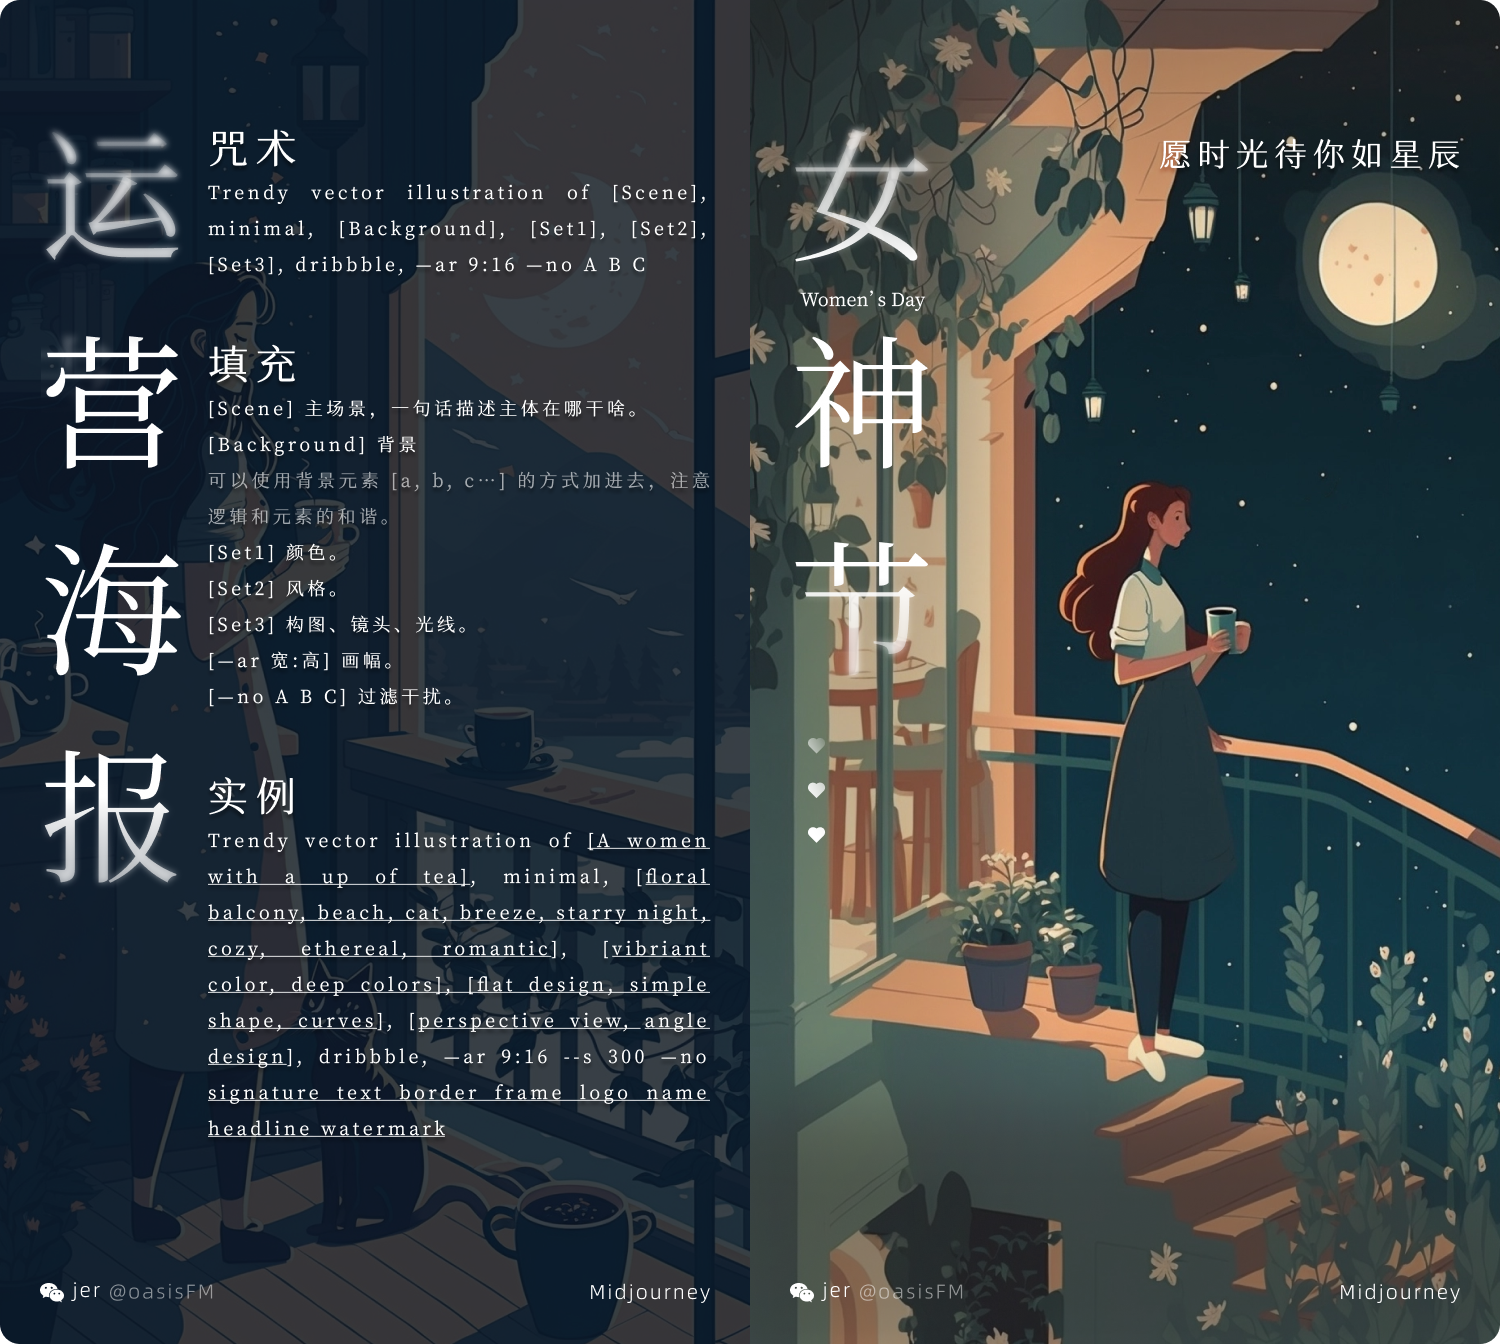 运营海报
咒术
Trendy vector illustration of [Scene],
minimal, [Background], [Set1], [Set2],
[Set3], dribbble, —ar 9:16 —no A B C
填充
[Scene] 主场景，一句话描述主体在哪干啥。
[Background] 背景
可以使用背景元素 [a, b, c…] 的方式加进去，注意
逻辑和元素的和谐。
[Set1] 颜色。
[Set2] 风格。
[Set3] 构图、镜头、光线。
[—ar 宽:高] 画幅。
[—no A B C] 过滤干扰。
实例
Trendy vector illustration of [A women
with a up of tea], minimal, [floral
balcony, beach, cat, breeze, starry night,
cozy, ethereal, romantic], [vibriant
color, deep colors], [flat design, simple
shape, curves], [perspective view, angle
design], dribbble, —ar 9:16 --s 300 —no
signature text border frame logo name
headline watermark
jer @oasisFM
Midjourney
女神节
Women's Day
愿时光待你如星辰
jer @oasisFM
Midjourney